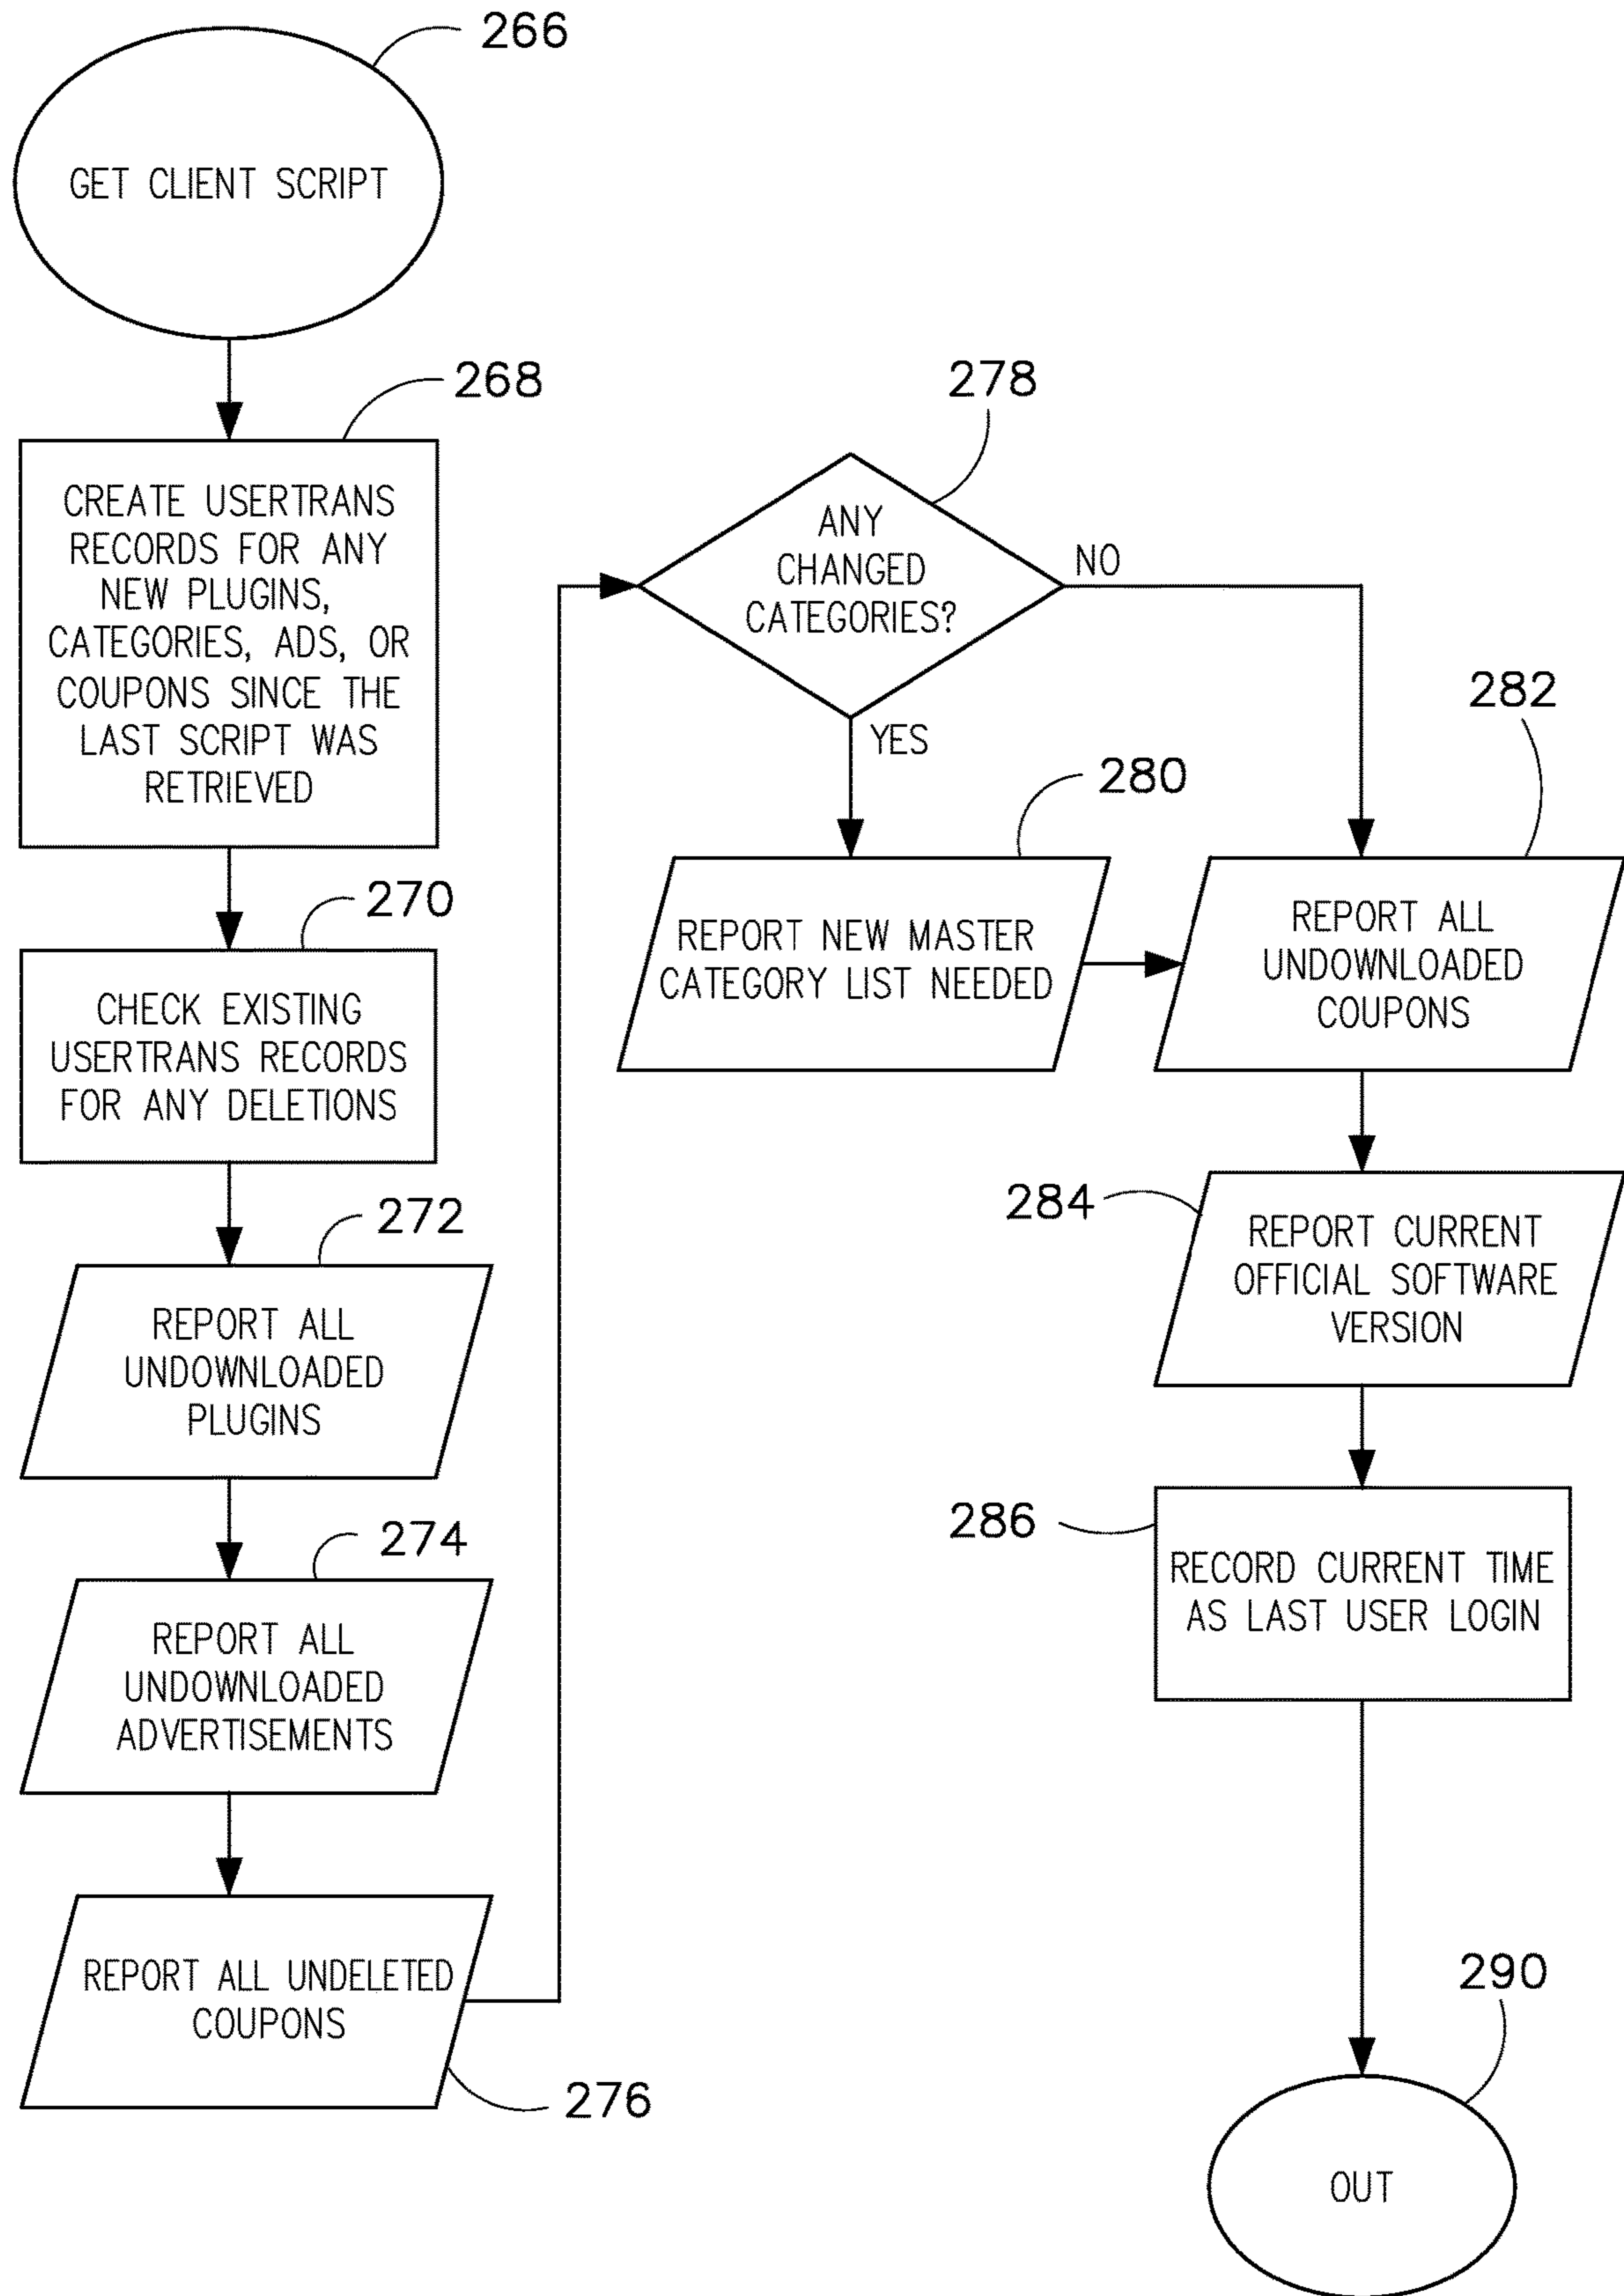 266
GET CLIENT SCRIPT
268
CREATE USERTRANS
RECORDS FOR ANY
NEW PLUGINS,
CATEGORIES, ADS, OR
COUPONS SINCE THE
LAST SCRIPT WAS
RETRIEVED
270
CHECK EXISTING
USERTRANS RECORDS
FOR ANY DELETIONS
272
REPORT ALL
UNDOWNLOADED
PLUGINS
274
REPORT ALL
UNDOWNLOADED
ADVERTISEMENTS
REPORT ALL UNDELETED
COUPONS
276
278
ANY
CHANGED
CATEGORIES?
NO
YES
280
REPORT NEW MASTER
CATEGORY LIST NEEDED
282
REPORT ALL
UNDOWNLOADED
COUPONS
284
REPORT CURRENT
OFFICIAL SOFTWARE
VERSION
286
RECORD CURRENT TIME
AS LAST USER LOGIN
290
OUT